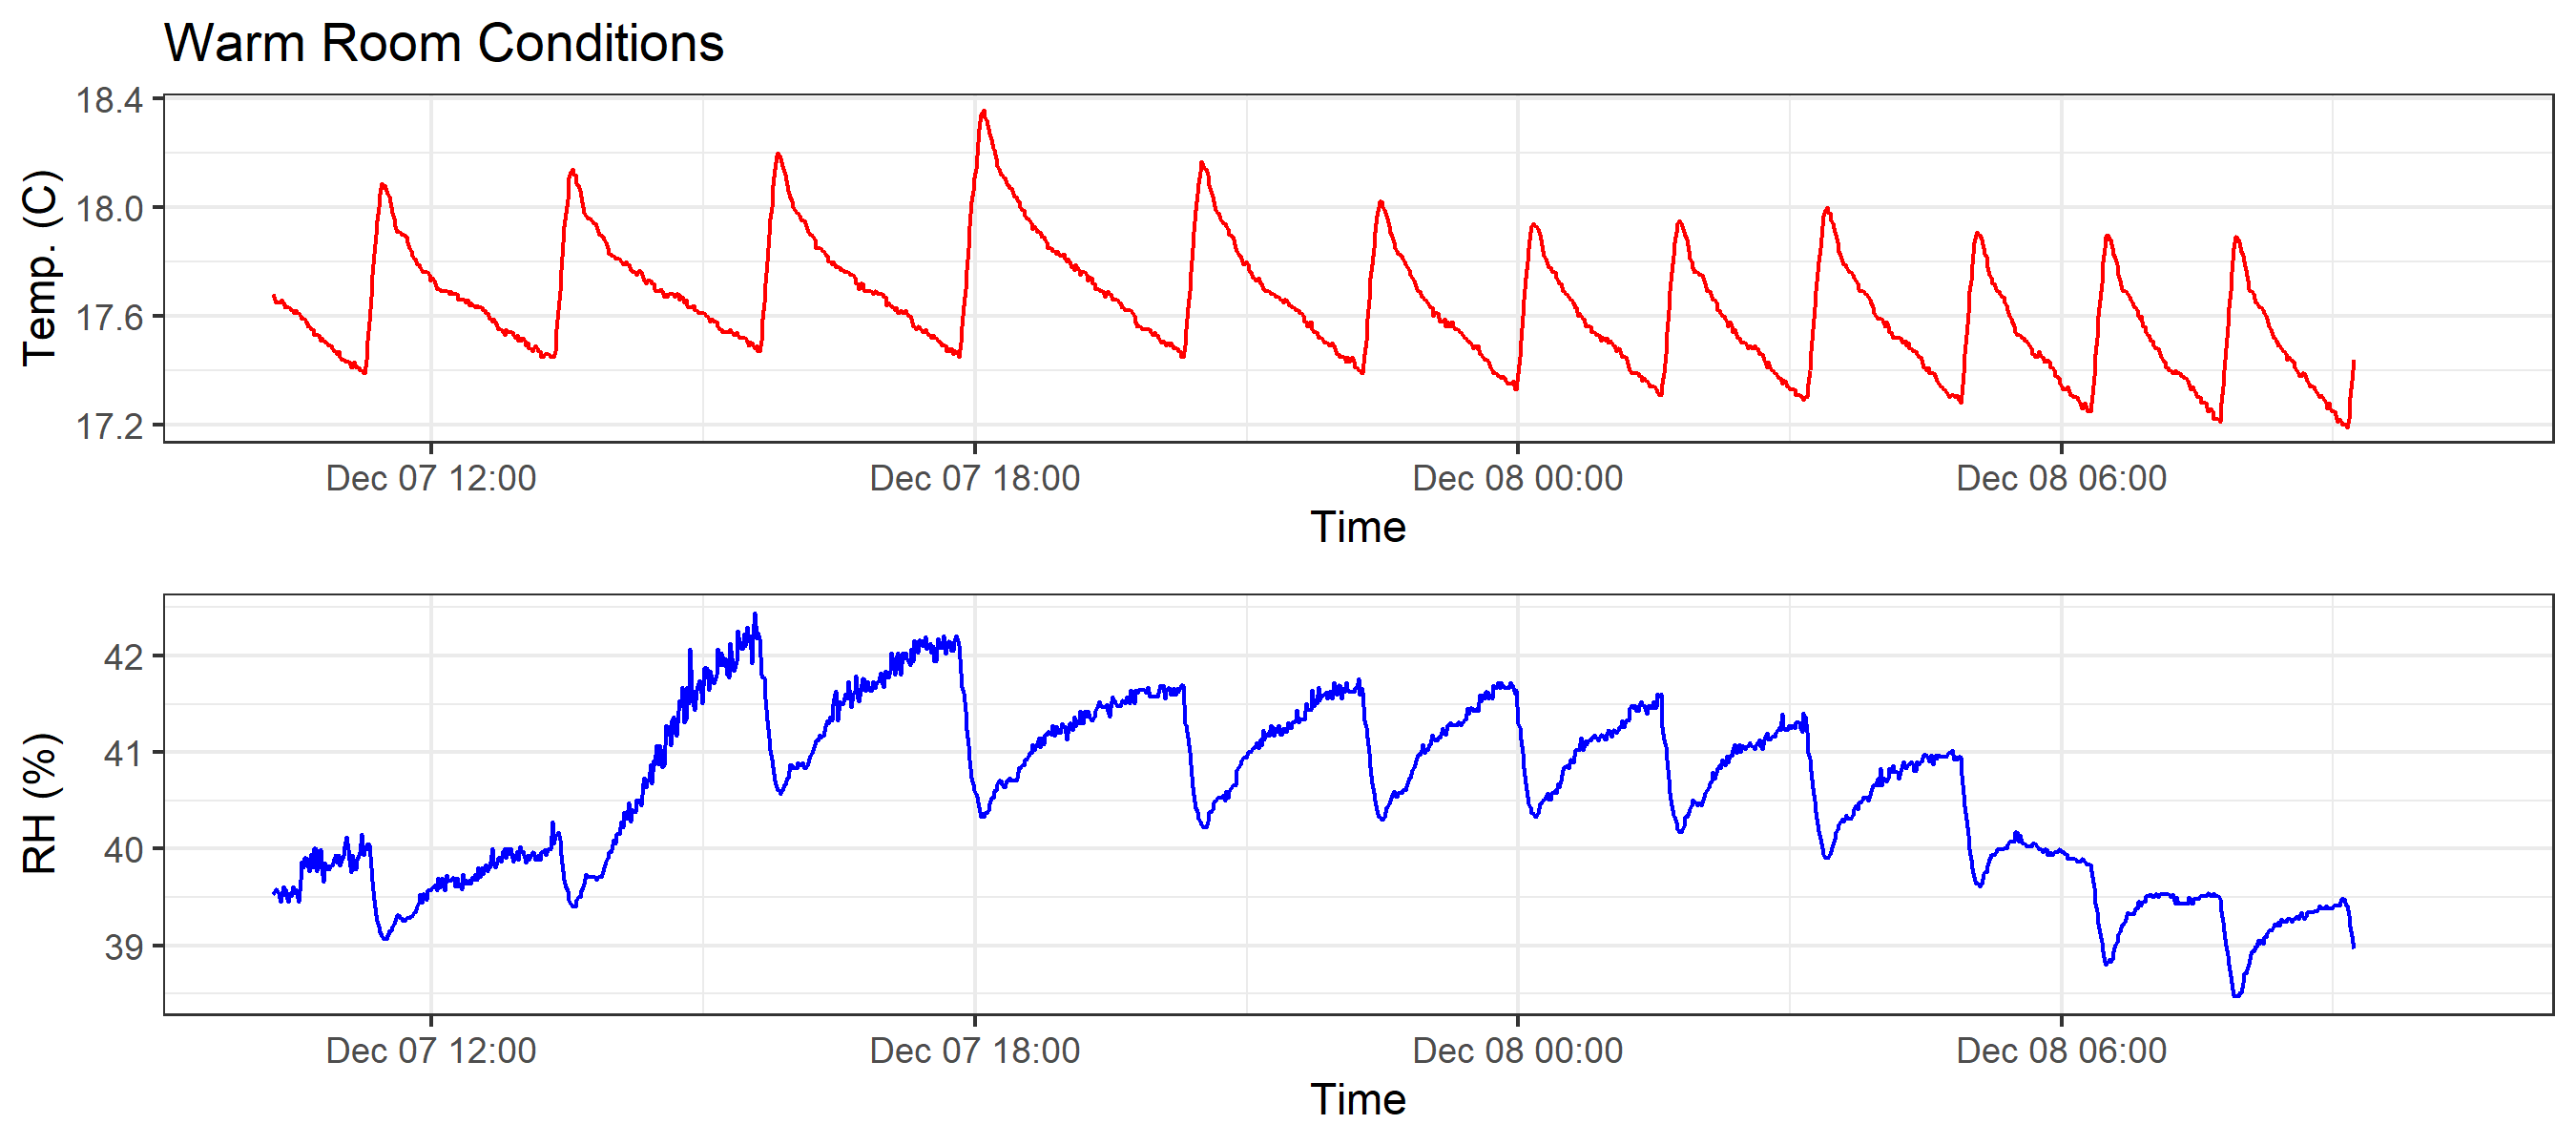 Warm Room Conditions
18.4
18.0
17.6
17.2
Temp. (C)
Dec 07 12:00 Dec 07 18:00 Dec 08 00:00 Dec 08 06:00
Time
42
41
40
39
RH (%)
Dec 07 12:00 Dec 07 18:00 Dec 08 00:00 Dec 08 06:00
Time